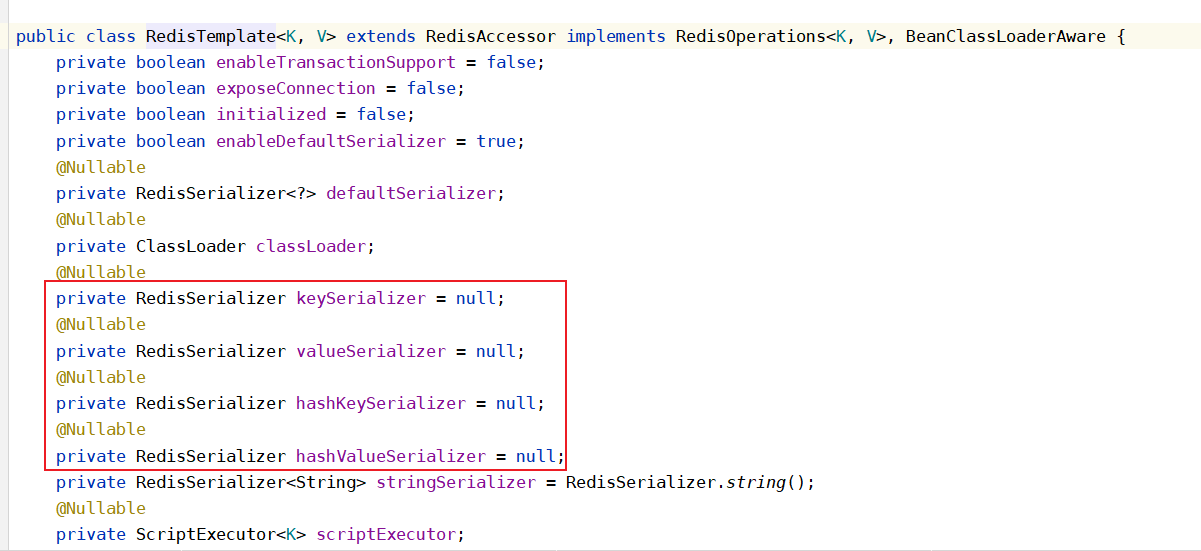 public class RedisTemplate<K, V> extends RedisAccessor implements RedisOperations<K, V>, BeanClassLoaderAware {
    private boolean enableTransactionSupport = false;
    private boolean exposeConnection = false;
    private boolean initialized = false;
    private boolean enableDefaultSerializer = true;
    @Nullable
    private RedisSerializer<?> defaultSerializer;
    @Nullable
    private ClassLoader classLoader;
    @Nullable
    private RedisSerializer keySerializer = null;
    @Nullable
    private RedisSerializer valueSerializer = null;
    @Nullable
    private RedisSerializer hashKeySerializer = null;
    @Nullable
    private RedisSerializer hashValueSerializer = null;
    private RedisSerializer<String> stringSerializer = RedisSerializer.string();
    @Nullable
    private ScriptExecutor<K> scriptExecutor;